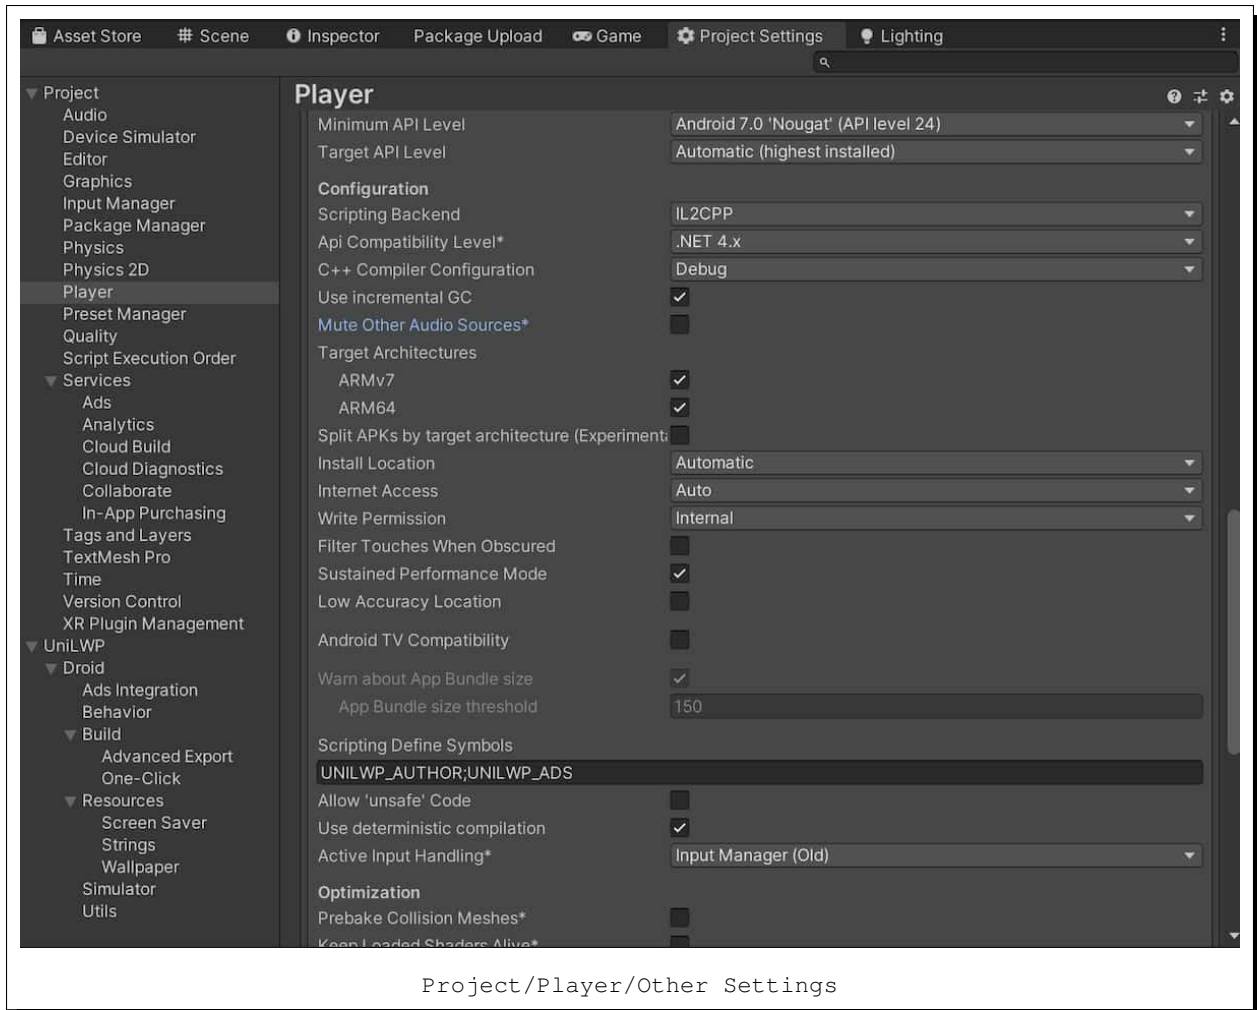 Asset Store # Scene Inspector Package Upload Game Project Settings Lighting
Project
Audio
Device Simulator
Editor
Graphics
Input Manager
Package Manager
Physics
Physics 2D
Player
Preset Manager
Quality
Script Execution Order
Services
Ads
Analytics
Cloud Build
Cloud Diagnostics
Collaborate
In-App Purchasing
Tags and Layers
TextMesh Pro
Time
Version Control
XR Plugin Management
UniLWP
Droid
Ads Integration
Behavior
Build
Advanced Export
One-Click
Resources
Screen Saver
Strings
Wallpaper
Simulator
Utils
Player
Minimum API Level Android 7.0 'Nougat' (API level 24)
Target API Level Automatic (highest installed)
Configuration
Scripting Backend IL2CPP
Api Compatibility Level* .NET 4.x
C++ Compiler Configuration Debug
Use incremental GC
Mute Other Audio Sources*
Target Architectures
ARMv7
ARM64
Split APKs by target architecture (Experimenta
Install Location Automatic
Internet Access Auto
Write Permission Internal
Filter Touches When Obscured
Sustained Performance Mode
Low Accuracy Location
Android TV Compatibility
Warn about App Bundle size
App Bundle size threshold 150
Scripting Define Symbols
UNILWP_AUTHOR;UNILWP_ADS
Allow 'unsafe' Code
Use deterministic compilation
Active Input Handling* Input Manager (Old)
Optimization
Prebake Collision Meshes*
Keep Loaded Shaders Alive*
Project/Player/Other Settings